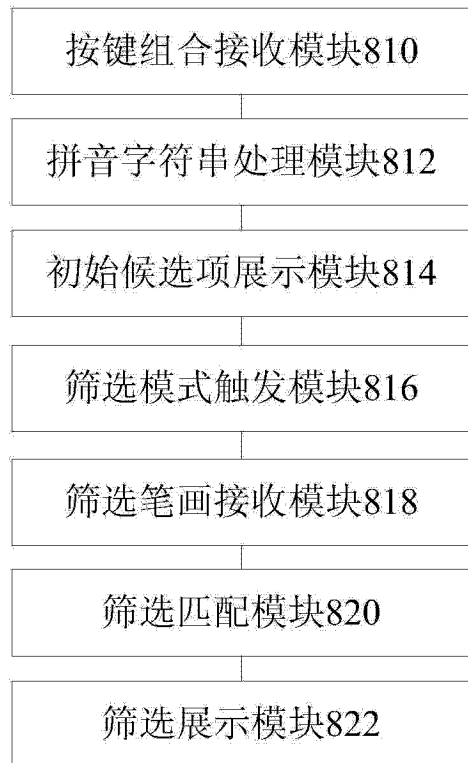 按键组合接收模块810
拼音字符串处理模块812
初始候选项展示模块814
筛选模式触发模块816
筛选笔画接收模块818
筛选匹配模块820
筛选展示模块822